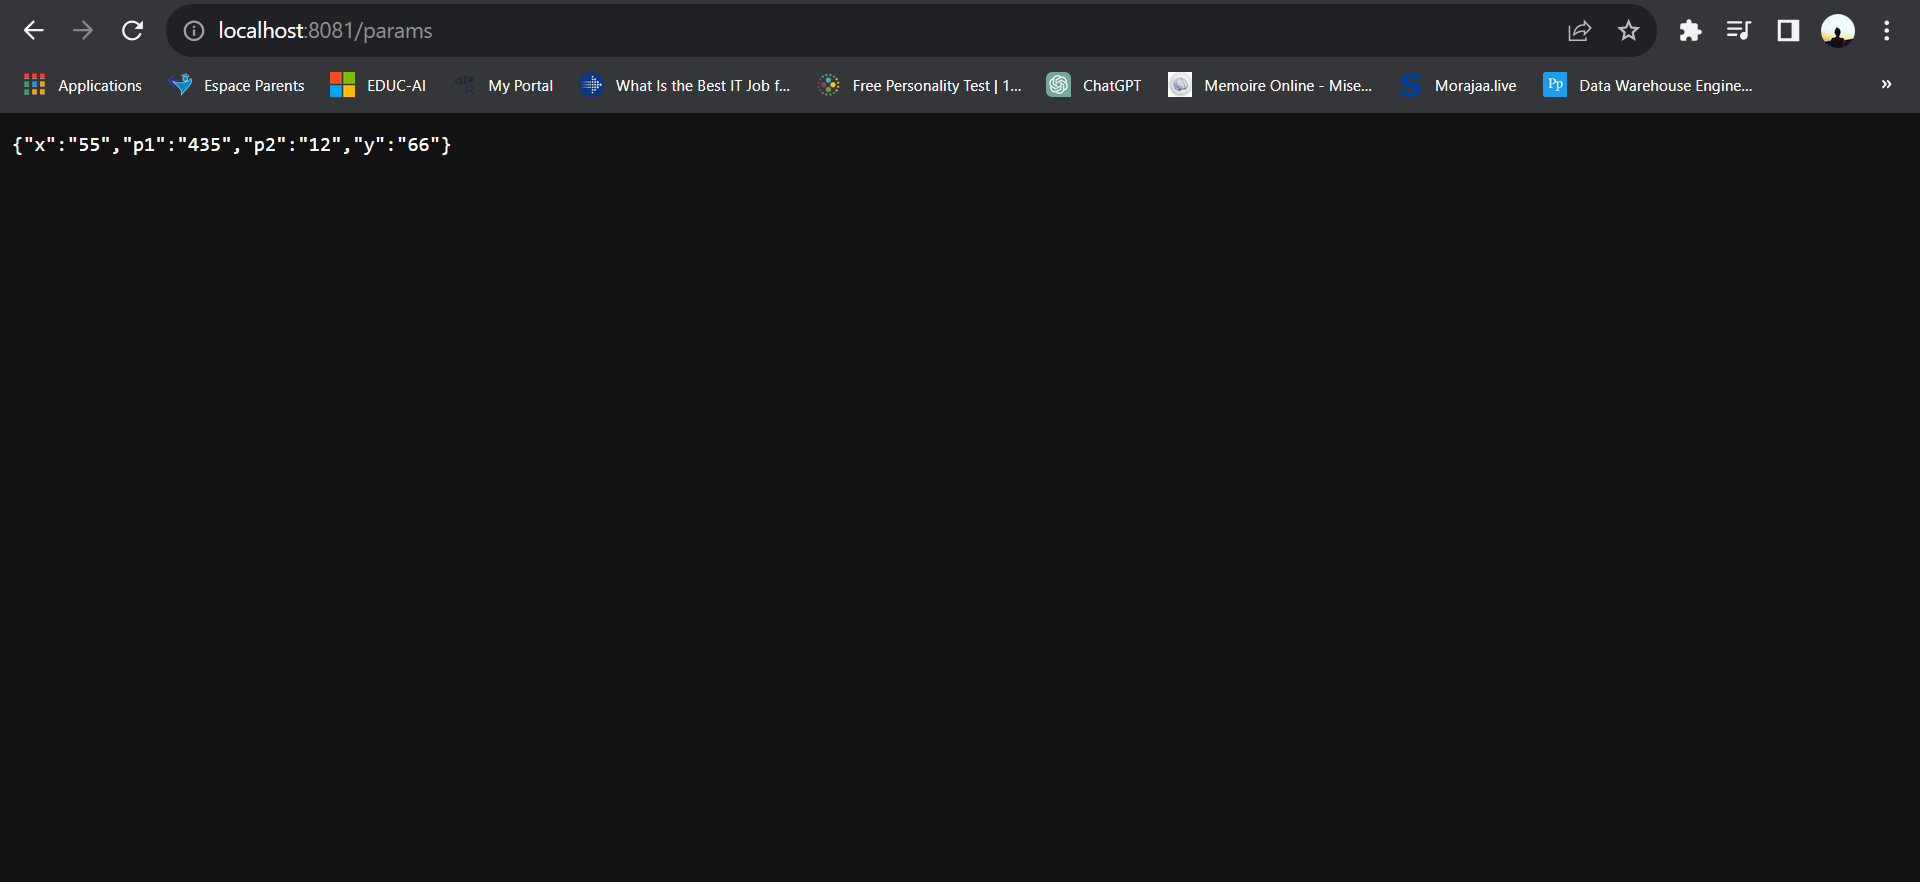 localhost:8081/params
Applications Espace Parents EDUC-AI My Portal What Is the Best IT Job f... Free Personality Test | 1... ChatGPT Memoire Online - Mise... S Morajaa.live Pp Data Warehouse Engine... »
{"x":"55","p1":"435","p2":"12","y":"66"}